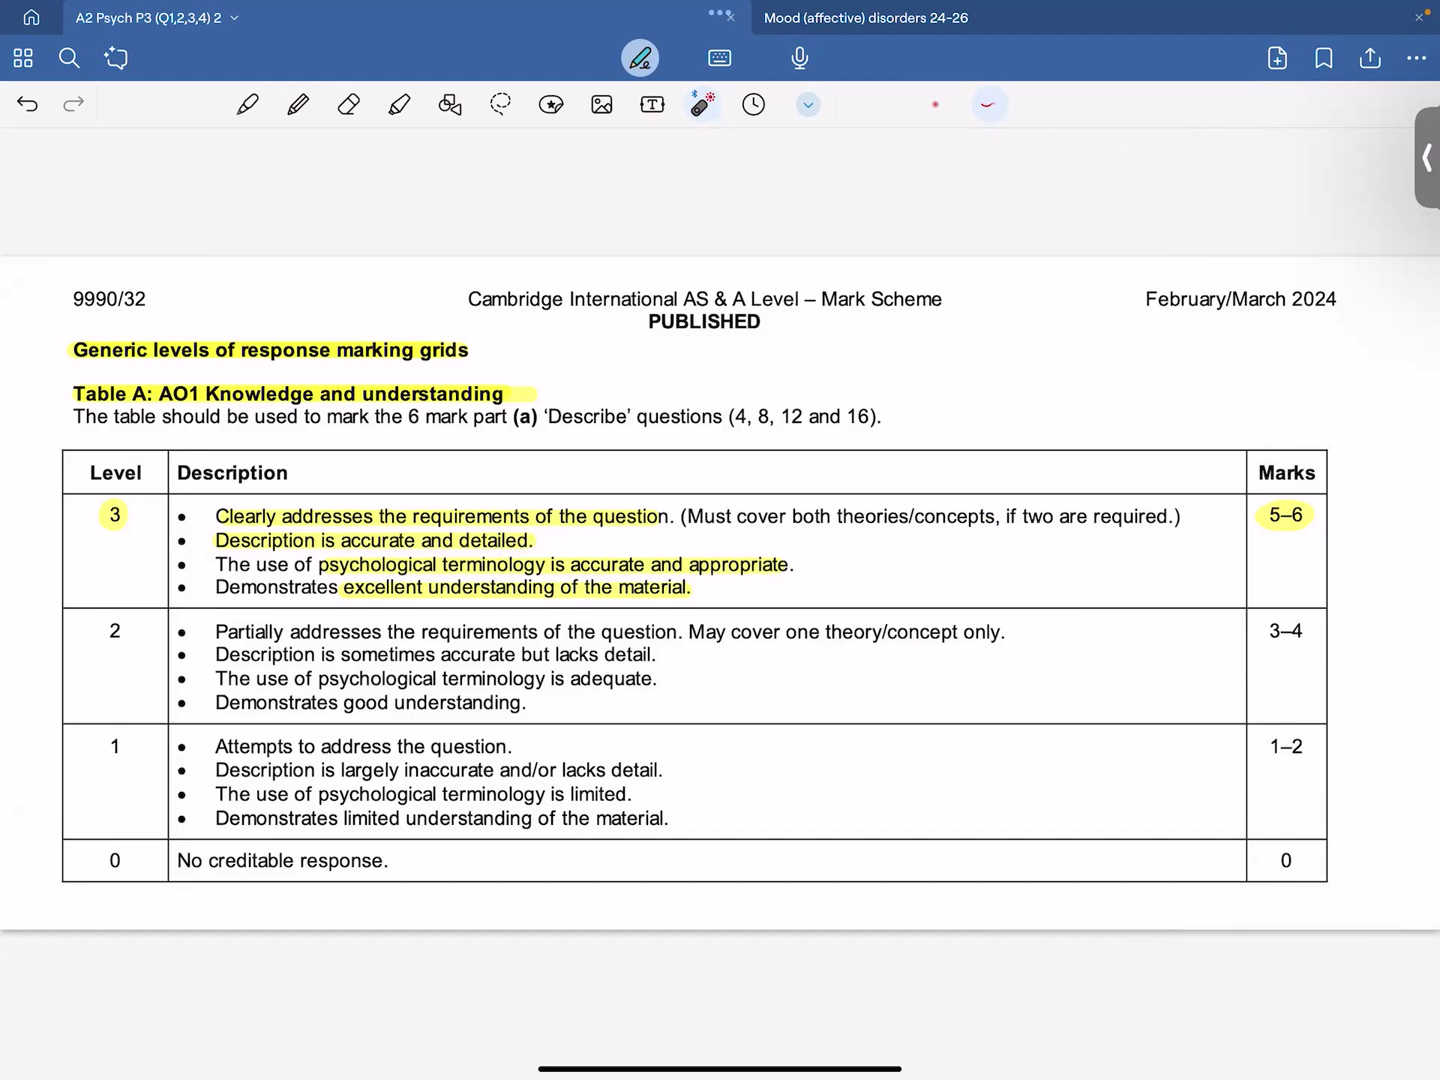 A2 Psych P3 (Q1,2,3,4) 2
Mood (affective) disorders 24-26
9990/32
Cambridge International AS & A Level – Mark Scheme
February/March 2024
PUBLISHED
Generic levels of response marking grids
Table A: AO1 Knowledge and understanding
The table should be used to mark the 6 mark part (a) ‘Describe’ questions (4, 8, 12 and 16).
Level
Description
Marks
3
• Clearly addresses the requirements of the question. (Must cover both theories/concepts, if two are required.)
• Description is accurate and detailed.
• The use of psychological terminology is accurate and appropriate.
• Demonstrates excellent understanding of the material.
5–6
2
• Partially addresses the requirements of the question. May cover one theory/concept only.
• Description is sometimes accurate but lacks detail.
• The use of psychological terminology is adequate.
• Demonstrates good understanding.
3–4
1
• Attempts to address the question.
• Description is largely inaccurate and/or lacks detail.
• The use of psychological terminology is limited.
• Demonstrates limited understanding of the material.
1–2
0
No creditable response.
0